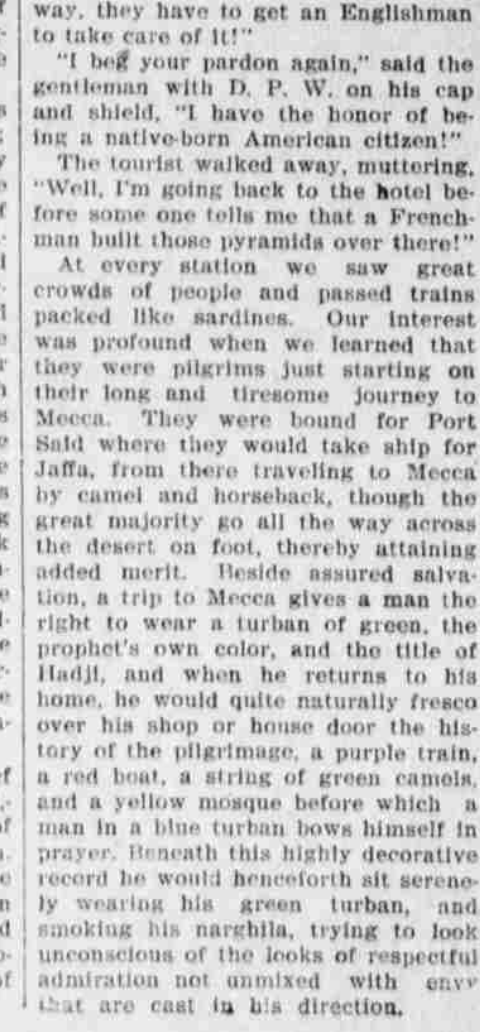 way, they have to get an Englishman
to take care of it!"
"I beg your pardon again," said the
gentleman with D. P. W. on his cap
and shield, "I have the honor of be-
ing a native-born American citizen!"
The tourist walked away, muttering,
"Well, I'm going back to the hotel be-
fore some one tells me that a French-
man built those pyramids over there!"
At every station we saw great
crowds of people and passed trains
packed like sardines. Our interest
was profound when we learned that
they were pilgrims just starting on
their long and tiresome journey to
Mecca. They were bound for Port
Said where they would take ship for
Jaffa, from there traveling to Mecca
by camel and horseback, though the
great majority go all the way across
the desert on foot, thereby attaining
added merit. Beside assured salva-
tion, a trip to Mecca gives a man the
right to wear a turban of green, the
prophet's own color, and the title of
Hadji, and when he returns to his
home, he would quite naturally fresco
over his shop or house door the his-
tory of the pilgrimage, a purple train,
a red boat, a string of green camels,
and a yellow mosque before which a
man in a blue turban bows himself in
prayer. Beneath this highly decorative
record he would henceforth sit serene-
ly wearing his green turban, and
smoking his narghila, trying to look
unconscious of the looks of respectful
admiration not unmixed with envy
that are cast in his direction.